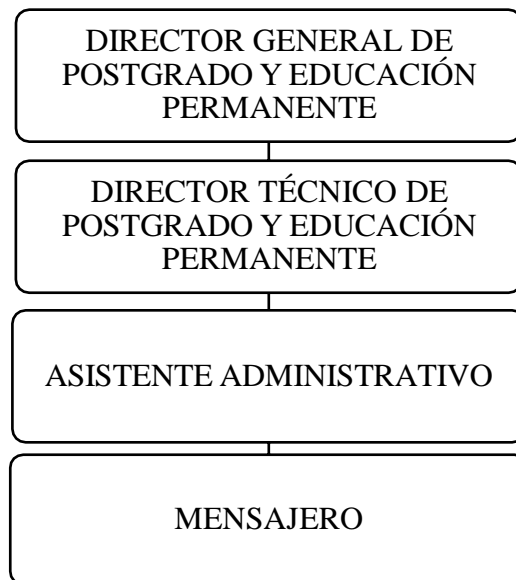 DIRECTOR GENERAL DE
POSTGRADO Y EDUCACIÓN
PERMANENTE
DIRECTOR TÉCNICO DE
POSTGRADO Y EDUCACIÓN
PERMANENTE
ASISTENTE ADMINISTRATIVO
MENSAJERO